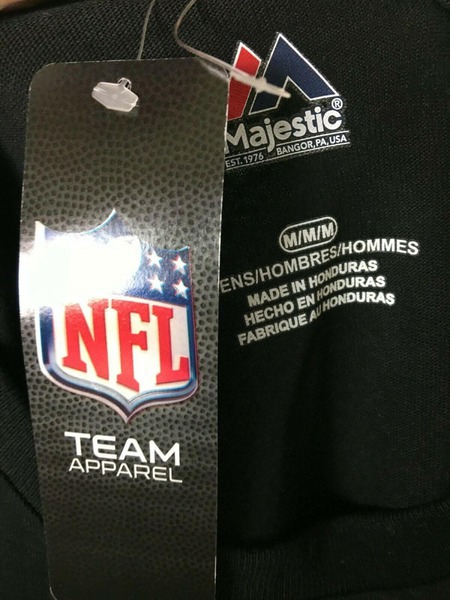 Majestic®
EST. 1976 BANGOR, PA, USA
M/M/M
ENS/HOMBRES/HOMMES
MADE IN HONDURAS
HECHO EN HONDURAS
FABRIQUE AU HONDURAS
NFL
TEAM
APPAREL